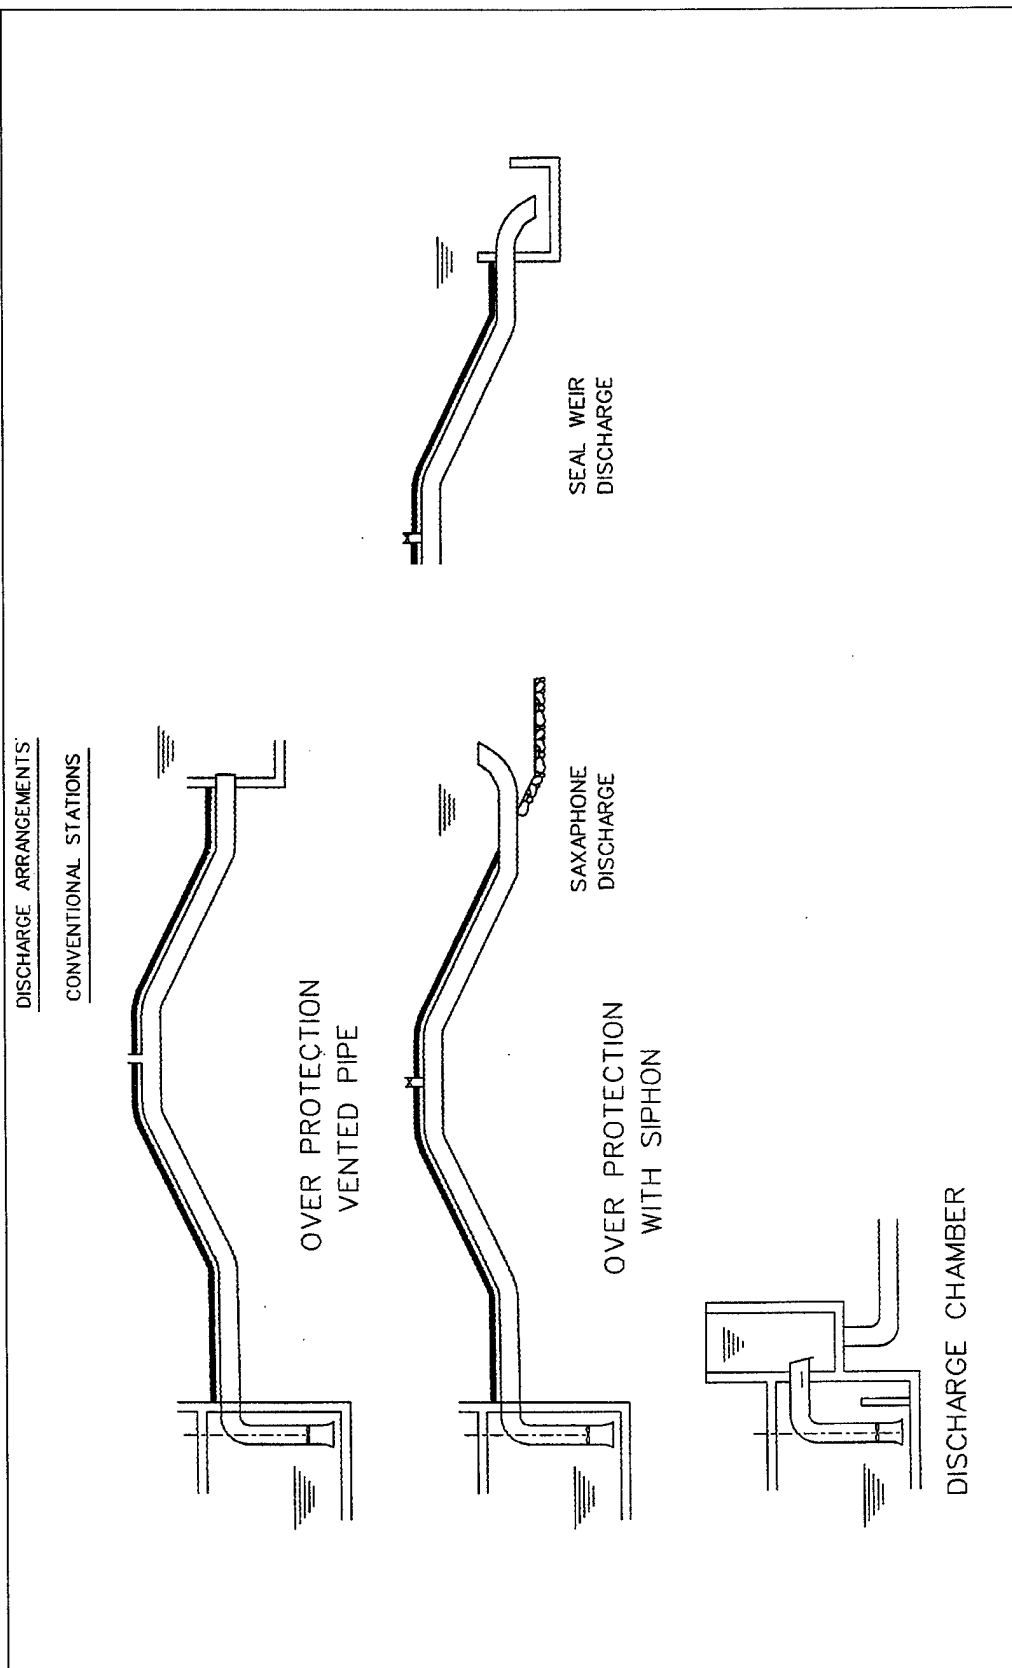 DISCHARGE ARRANGEMENTS
CONVENTIONAL STATIONS
OVER PROTECTION
VENTED PIPE
OVER PROTECTION
WITH SIPHON
SAXAPHONE
DISCHARGE
SEAL WEIR
DISCHARGE
DISCHARGE CHAMBER